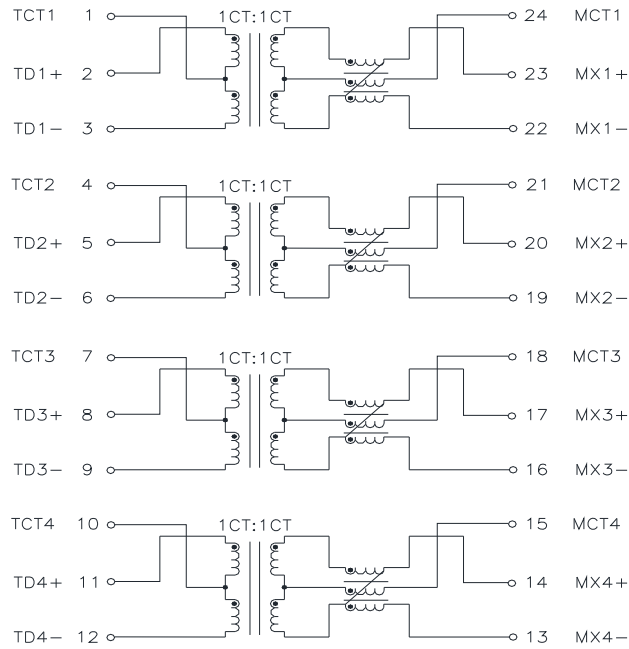 TCT1 1 1CT:1CT 24 MCT1
TD1+ 2 23 MX1+
TD1− 3 22 MX1−
TCT2 4 1CT:1CT 21 MCT2
TD2+ 5 20 MX2+
TD2− 6 19 MX2−
TCT3 7 1CT:1CT 18 MCT3
TD3+ 8 17 MX3+
TD3− 9 16 MX3−
TCT4 10 1CT:1CT 15 MCT4
TD4+ 11 14 MX4+
TD4− 12 13 MX4−